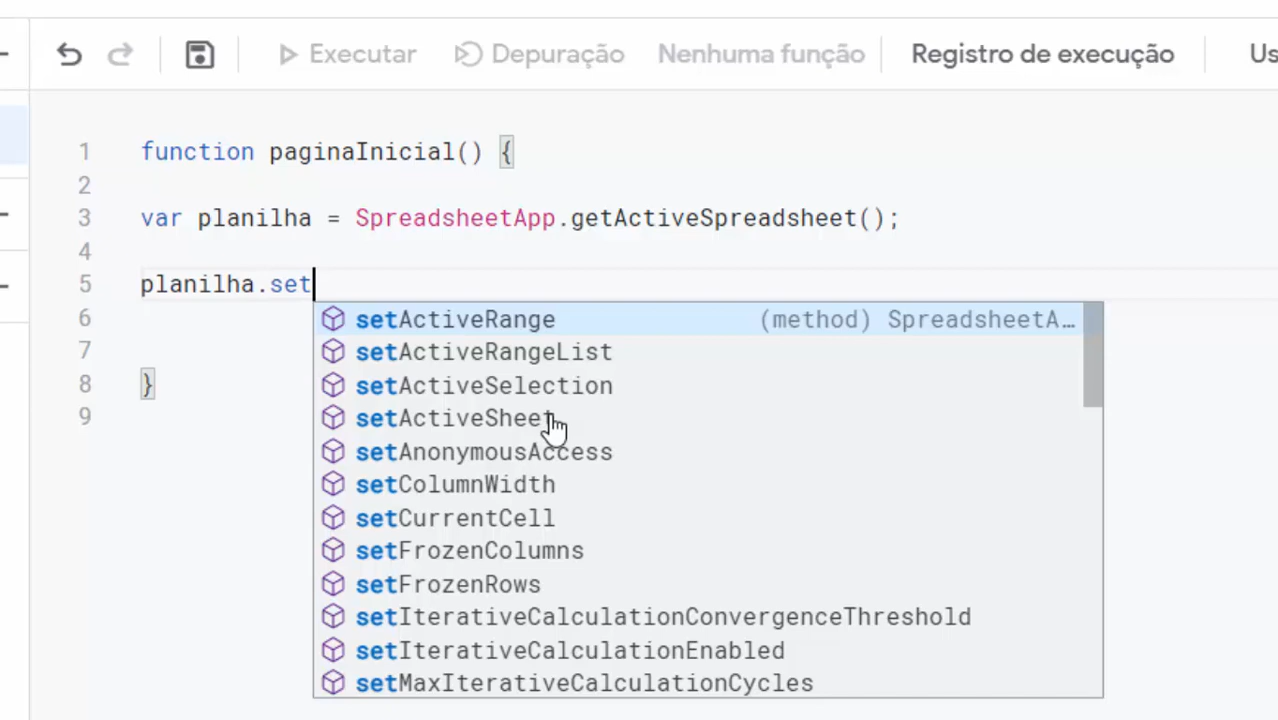 Executar Depuração Nenhuma função Registro de execução Us
1 function paginaInicial() {
2
3 var planilha = SpreadsheetApp.getActiveSpreadsheet();
4
5 planilha.set
6
7
8 }
9
setActiveRange (method) SpreadsheetA…
setActiveRangeList
setActiveSelection
setActiveSheet
setAnonymousAccess
setColumnWidth
setCurrentCell
setFrozenColumns
setFrozenRows
setIterativeCalculationConvergenceThreshold
setIterativeCalculationEnabled
setMaxIterativeCalculationCycles